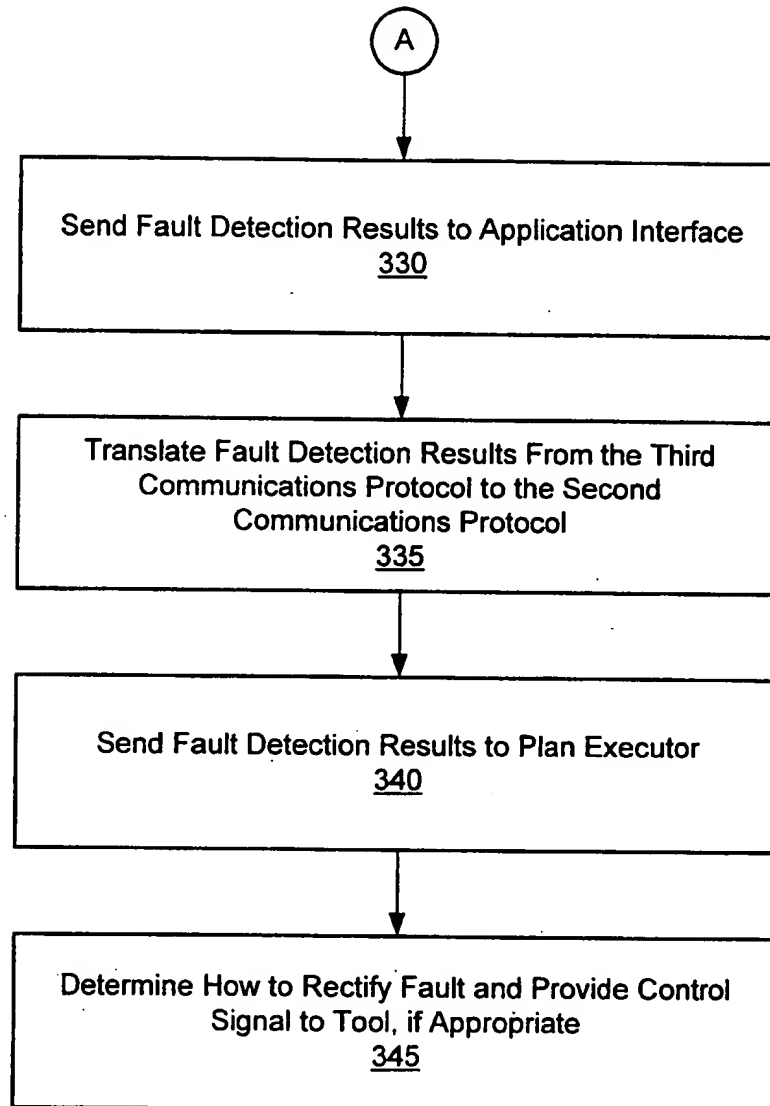 A
Send Fault Detection Results to Application Interface
330
Translate Fault Detection Results From the Third
Communications Protocol to the Second
Communications Protocol
335
Send Fault Detection Results to Plan Executor
340
Determine How to Rectify Fault and Provide Control
Signal to Tool, if Appropriate
345